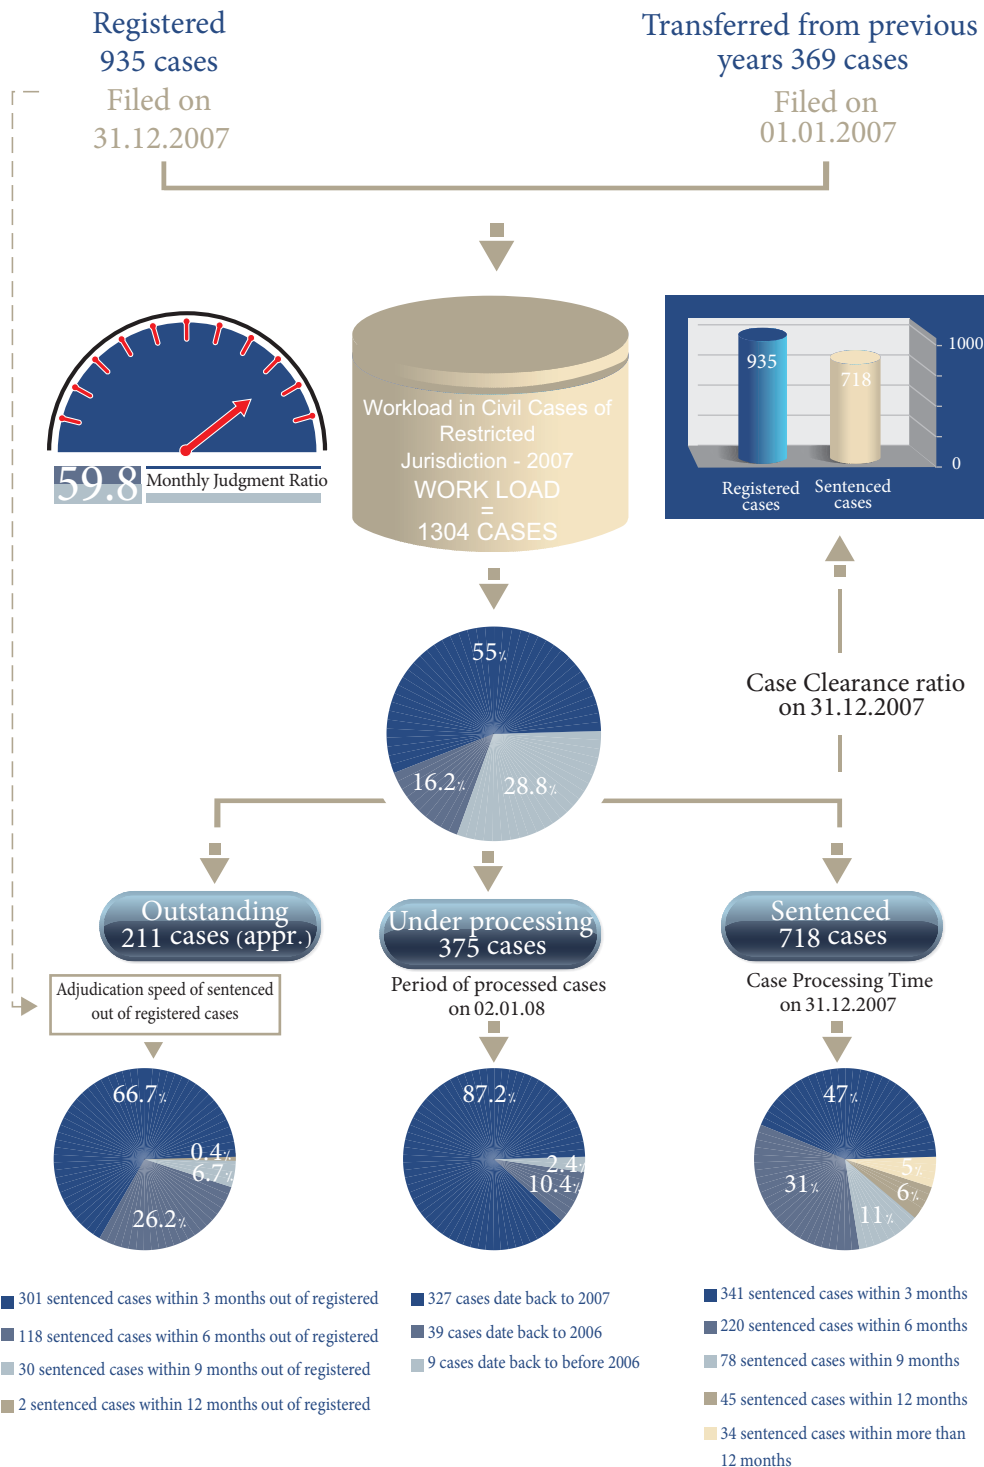 Registered
935 cases
Filed on
31.12.2007
Transferred from previous
years 369 cases
Filed on
01.01.2007
59.8
Monthly Judgment Ratio
Workload in Civil Cases of
Restricted
Jurisdiction - 2007
WORK LOAD
=
1304 CASES
935
718
1000
0
Registered
cases
Sentenced
cases
Case Clearance ratio
on 31.12.2007
55%
16.2%
28.8%
Outstanding
211 cases (appr.)
Under processing
375 cases
Sentenced
718 cases
Adjudication speed of sentenced
out of registered cases
Period of processed cases
on 02.01.08
Case Processing Time
on 31.12.2007
66.7%
0.4%
6.7%
26.2%
87.2%
2.4%
10.4%
47%
5%
6%
11%
31%
301 sentenced cases within 3 months out of registered
118 sentenced cases within 6 months out of registered
30 sentenced cases within 9 months out of registered
2 sentenced cases within 12 months out of registered
327 cases date back to 2007
39 cases date back to 2006
9 cases date back to before 2006
341 sentenced cases within 3 months
220 sentenced cases within 6 months
78 sentenced cases within 9 months
45 sentenced cases within 12 months
34 sentenced cases within more than
12 months